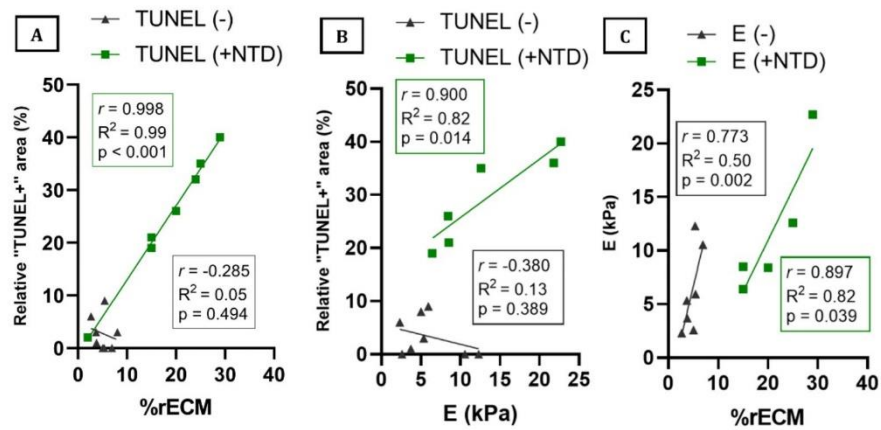 A
TUNEL (-)
TUNEL (+NTD)
Relative "TUNEL+" area (%)
50
40
30
20
10
0
r = 0.998
R2 = 0.99
p < 0.001
r = -0.285
R2 = 0.05
p = 0.494
0 10 20 30 40
%rECM
B
TUNEL (-)
TUNEL (+NTD)
Relative "TUNEL+" area (%)
50
40
30
20
10
0
r = 0.900
R2 = 0.82
p = 0.014
r = -0.380
R2 = 0.13
p = 0.389
0 5 10 15 20 25
E (kPa)
C
E (-)
E (+NTD)
E (kPa)
25
20
15
10
5
0
r = 0.773
R2 = 0.50
p = 0.002
r = 0.897
R2 = 0.82
p = 0.039
0 10 20 30 40
%rECM